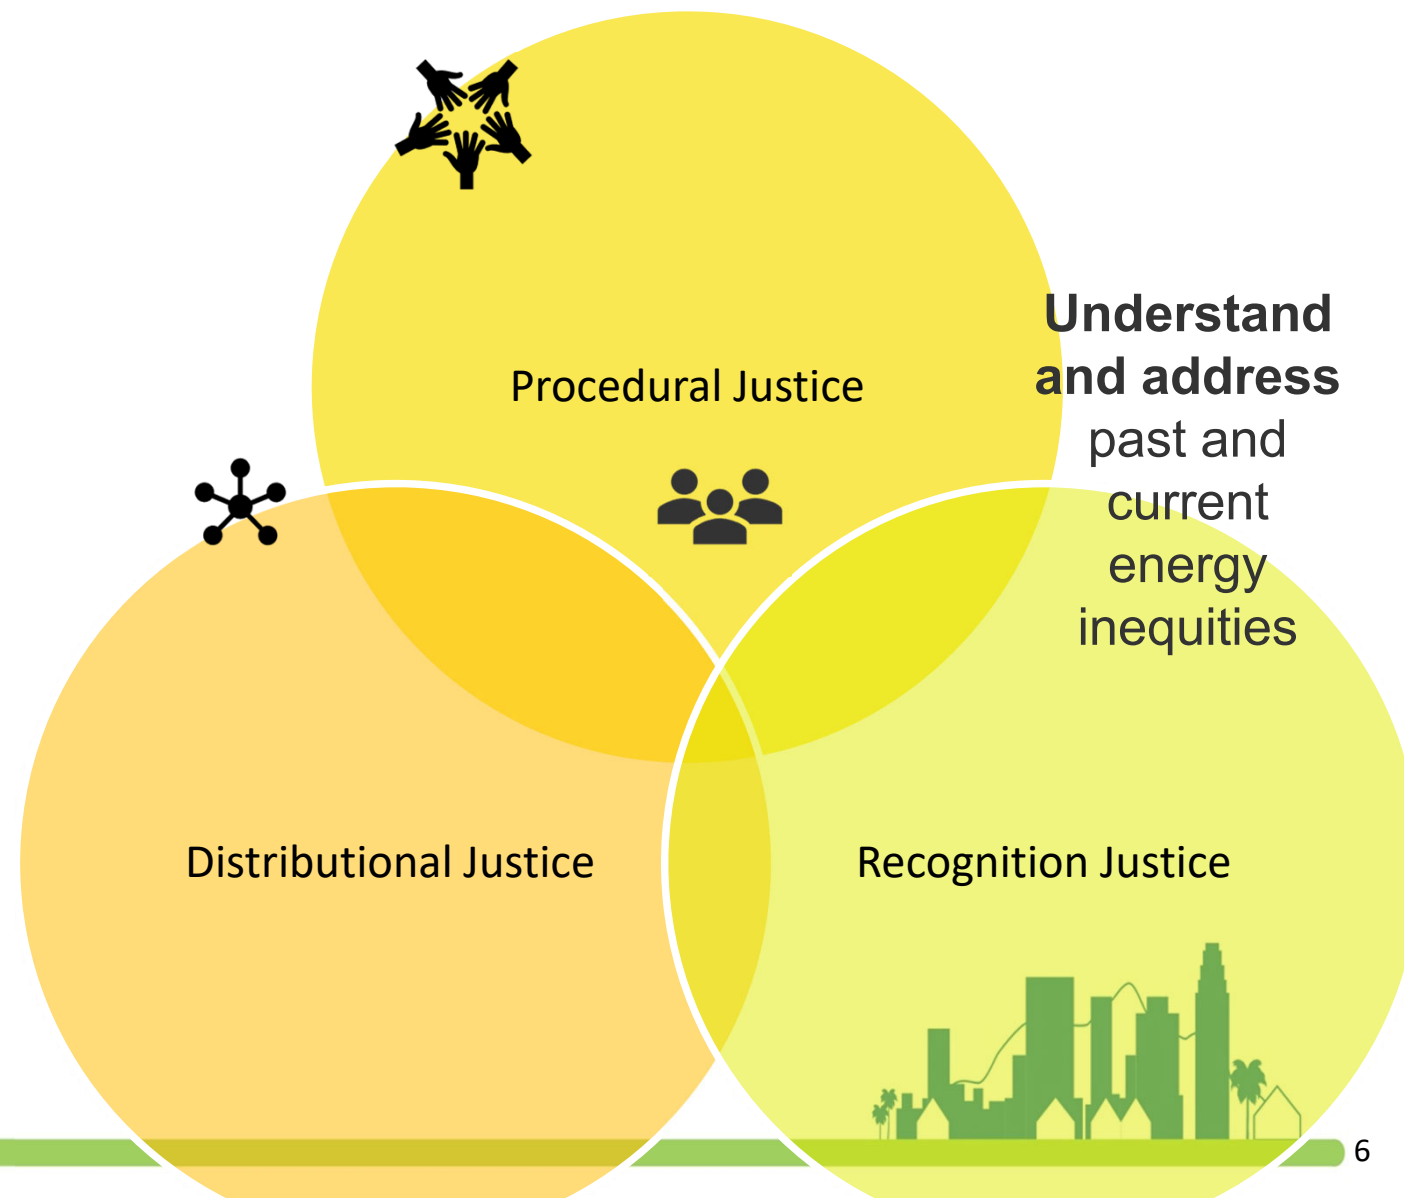 Procedural Justice
Understand
and address
past and
current
energy
inequities
Distributional Justice
Recognition Justice
6